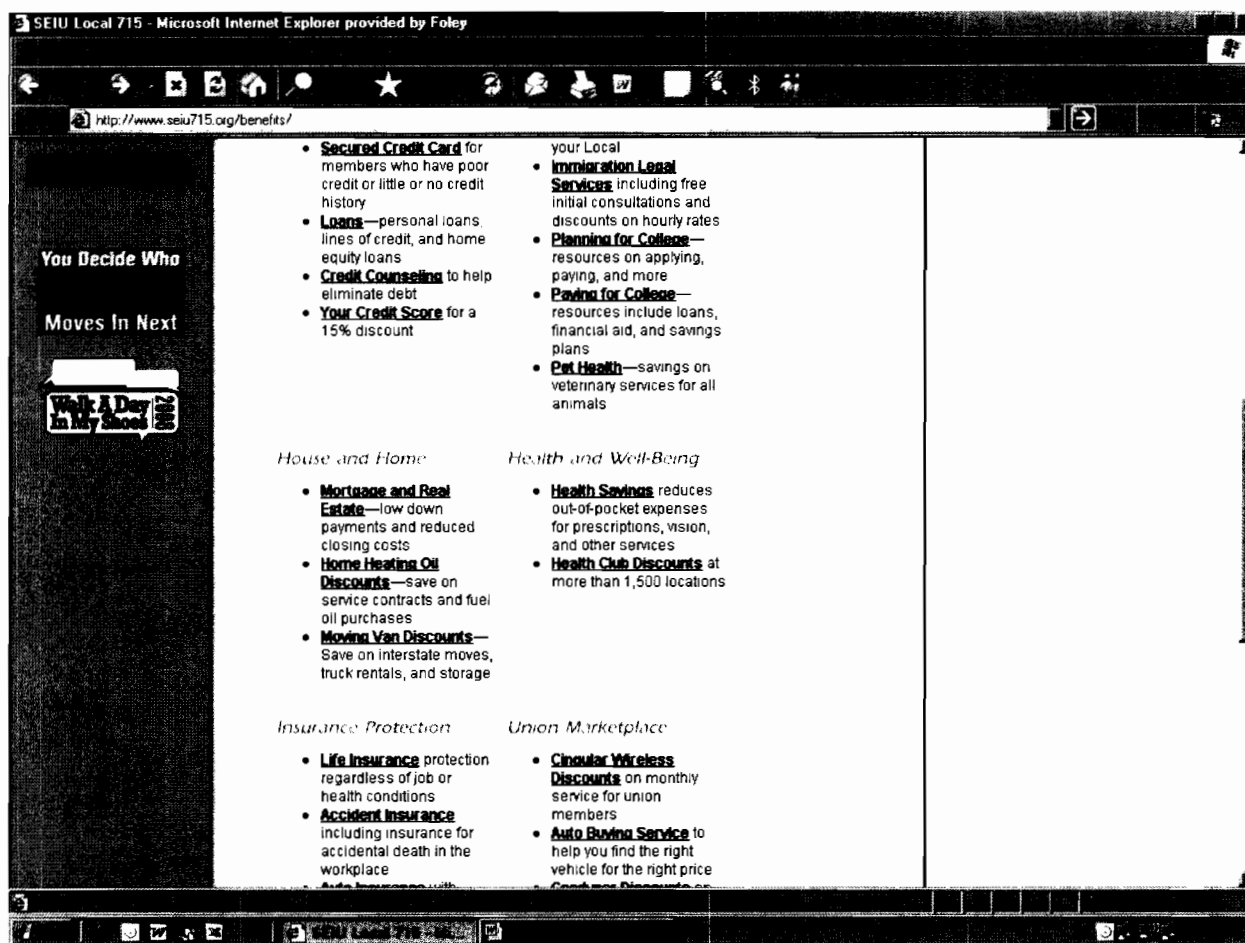 SEIU Local 715 - Microsoft Internet Explorer provided by Foley
http://www.seiu715.org/benefits/
You Decide Who
Moves In Next
Walk A Day
In My Shoes
2008
Secured Credit Card for
members who have poor
credit or little or no credit
history
Loans—personal loans,
lines of credit, and home
equity loans
Credit Counseling to help
eliminate debt
Your Credit Score for a
15% discount
your Local
Immigration Legal
Services including free
initial consultations and
discounts on hourly rates
Planning for College—
resources on applying,
paying, and more
Paying for College—
resources include loans,
financial aid, and savings
plans
Pet Health—savings on
veterinary services for all
animals
House and Home
Mortgage and Real
Estate—low down
payments and reduced
closing costs
Home Heating Oil
Discounts—save on
service contracts and fuel
oil purchases
Moving Van Discounts—
Save on interstate moves,
truck rentals, and storage
Health and Well-Being
Health Savings reduces
out-of-pocket expenses
for prescriptions, vision,
and other services
Health Club Discounts at
more than 1,500 locations
Insurance Protection
Life Insurance protection
regardless of job or
health conditions
Accident Insurance
including insurance for
accidental death in the
workplace
Auto Insurance with
Union Marketplace
Cingular Wireless
Discounts on monthly
service for union
members
Auto Buying Service to
help you find the right
vehicle for the right price
Consumer Discounts on
SEIU Local 715